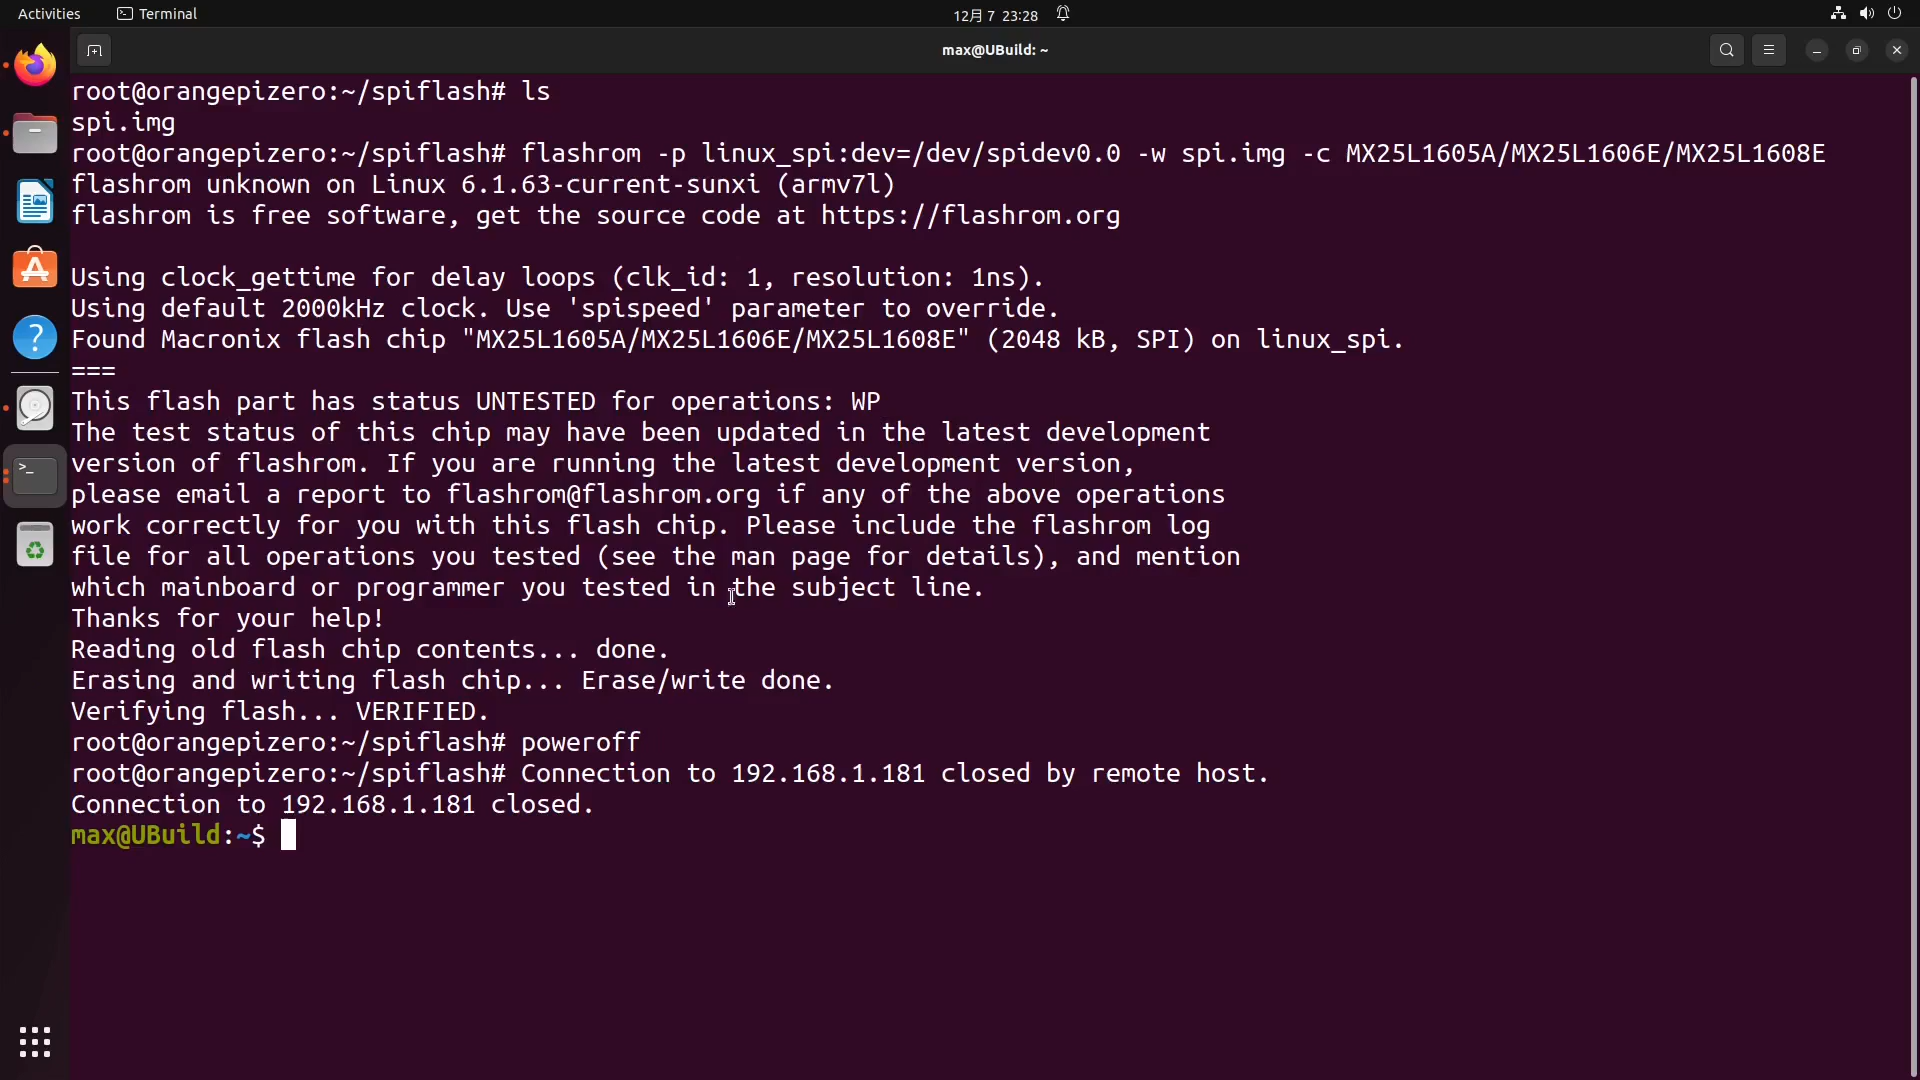 Activities
Terminal
12月 7 23:28
max@UBuild: ~
root@orangepizero:~/spiflash# ls
spi.img
root@orangepizero:~/spiflash# flashrom -p linux_spi:dev=/dev/spidev0.0 -w spi.img -c MX25L1605A/MX25L1606E/MX25L1608E
flashrom unknown on Linux 6.1.63-current-sunxi (armv7l)
flashrom is free software, get the source code at https://flashrom.org
Using clock_gettime for delay loops (clk_id: 1, resolution: 1ns).
Using default 2000kHz clock. Use 'spispeed' parameter to override.
Found Macronix flash chip "MX25L1605A/MX25L1606E/MX25L1608E" (2048 kB, SPI) on linux_spi.
===
This flash part has status UNTESTED for operations: WP
The test status of this chip may have been updated in the latest development
version of flashrom. If you are running the latest development version,
please email a report to flashrom@flashrom.org if any of the above operations
work correctly for you with this flash chip. Please include the flashrom log
file for all operations you tested (see the man page for details), and mention
which mainboard or programmer you tested in the subject line.
Thanks for your help!
Reading old flash chip contents... done.
Erasing and writing flash chip... Erase/write done.
Verifying flash... VERIFIED.
root@orangepizero:~/spiflash# poweroff
root@orangepizero:~/spiflash# Connection to 192.168.1.181 closed by remote host.
Connection to 192.168.1.181 closed.
max@UBuild:~$